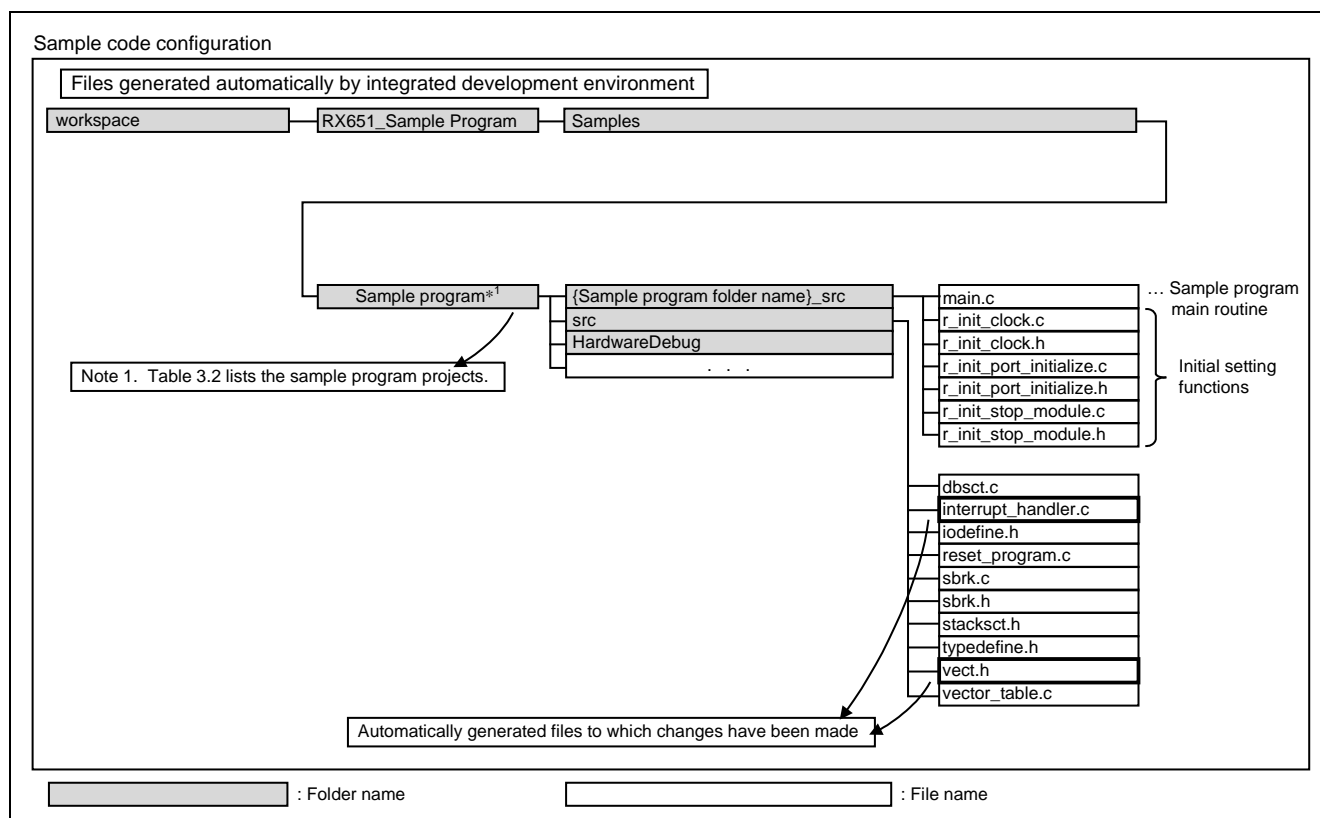 Sample code configuration
Files generated automatically by integrated development environment
workspace
RX651_Sample Program
Samples
Sample program*1
{Sample program folder name}_src
src
HardwareDebug
. . .
Note 1. Table 3.2 lists the sample program projects.
main.c
r_init_clock.c
r_init_clock.h
r_init_port_initialize.c
r_init_port_initialize.h
r_init_stop_module.c
r_init_stop_module.h
… Sample program
main routine
Initial setting
functions
dbsct.c
interrupt_handler.c
iodefine.h
reset_program.c
sbrk.c
sbrk.h
stacksct.h
typedefine.h
vect.h
vector_table.c
Automatically generated files to which changes have been made
: Folder name
: File name